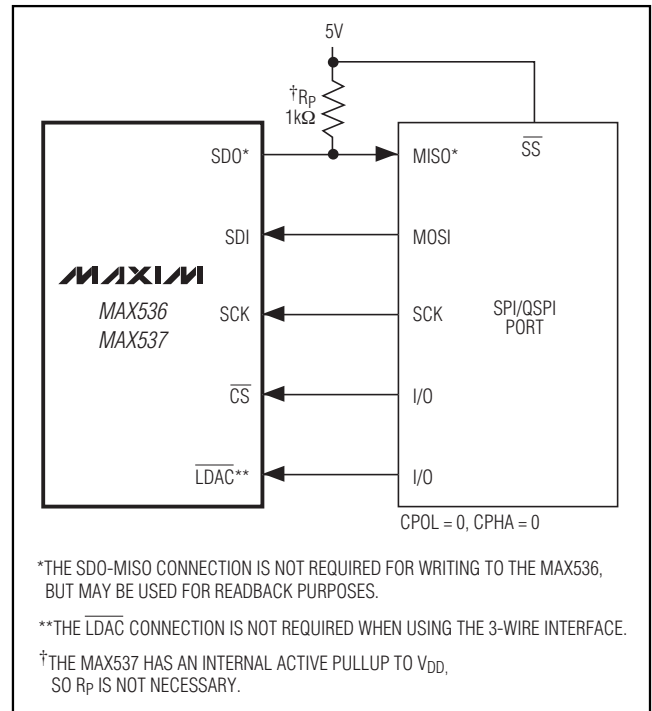 5V
†RP
1kΩ
SDO*
MISO*
SS
SDI
MOSI
MAXIM
MAX536
MAX537
SCK
SCK
SPI/QSPI
PORT
CS
I/O
LDAC**
I/O
CPOL = 0, CPHA = 0
*THE SDO-MISO CONNECTION IS NOT REQUIRED FOR WRITING TO THE MAX536,
BUT MAY BE USED FOR READBACK PURPOSES.
**THE LDAC CONNECTION IS NOT REQUIRED WHEN USING THE 3-WIRE INTERFACE.
†THE MAX537 HAS AN INTERNAL ACTIVE PULLUP TO VDD,
SO RP IS NOT NECESSARY.